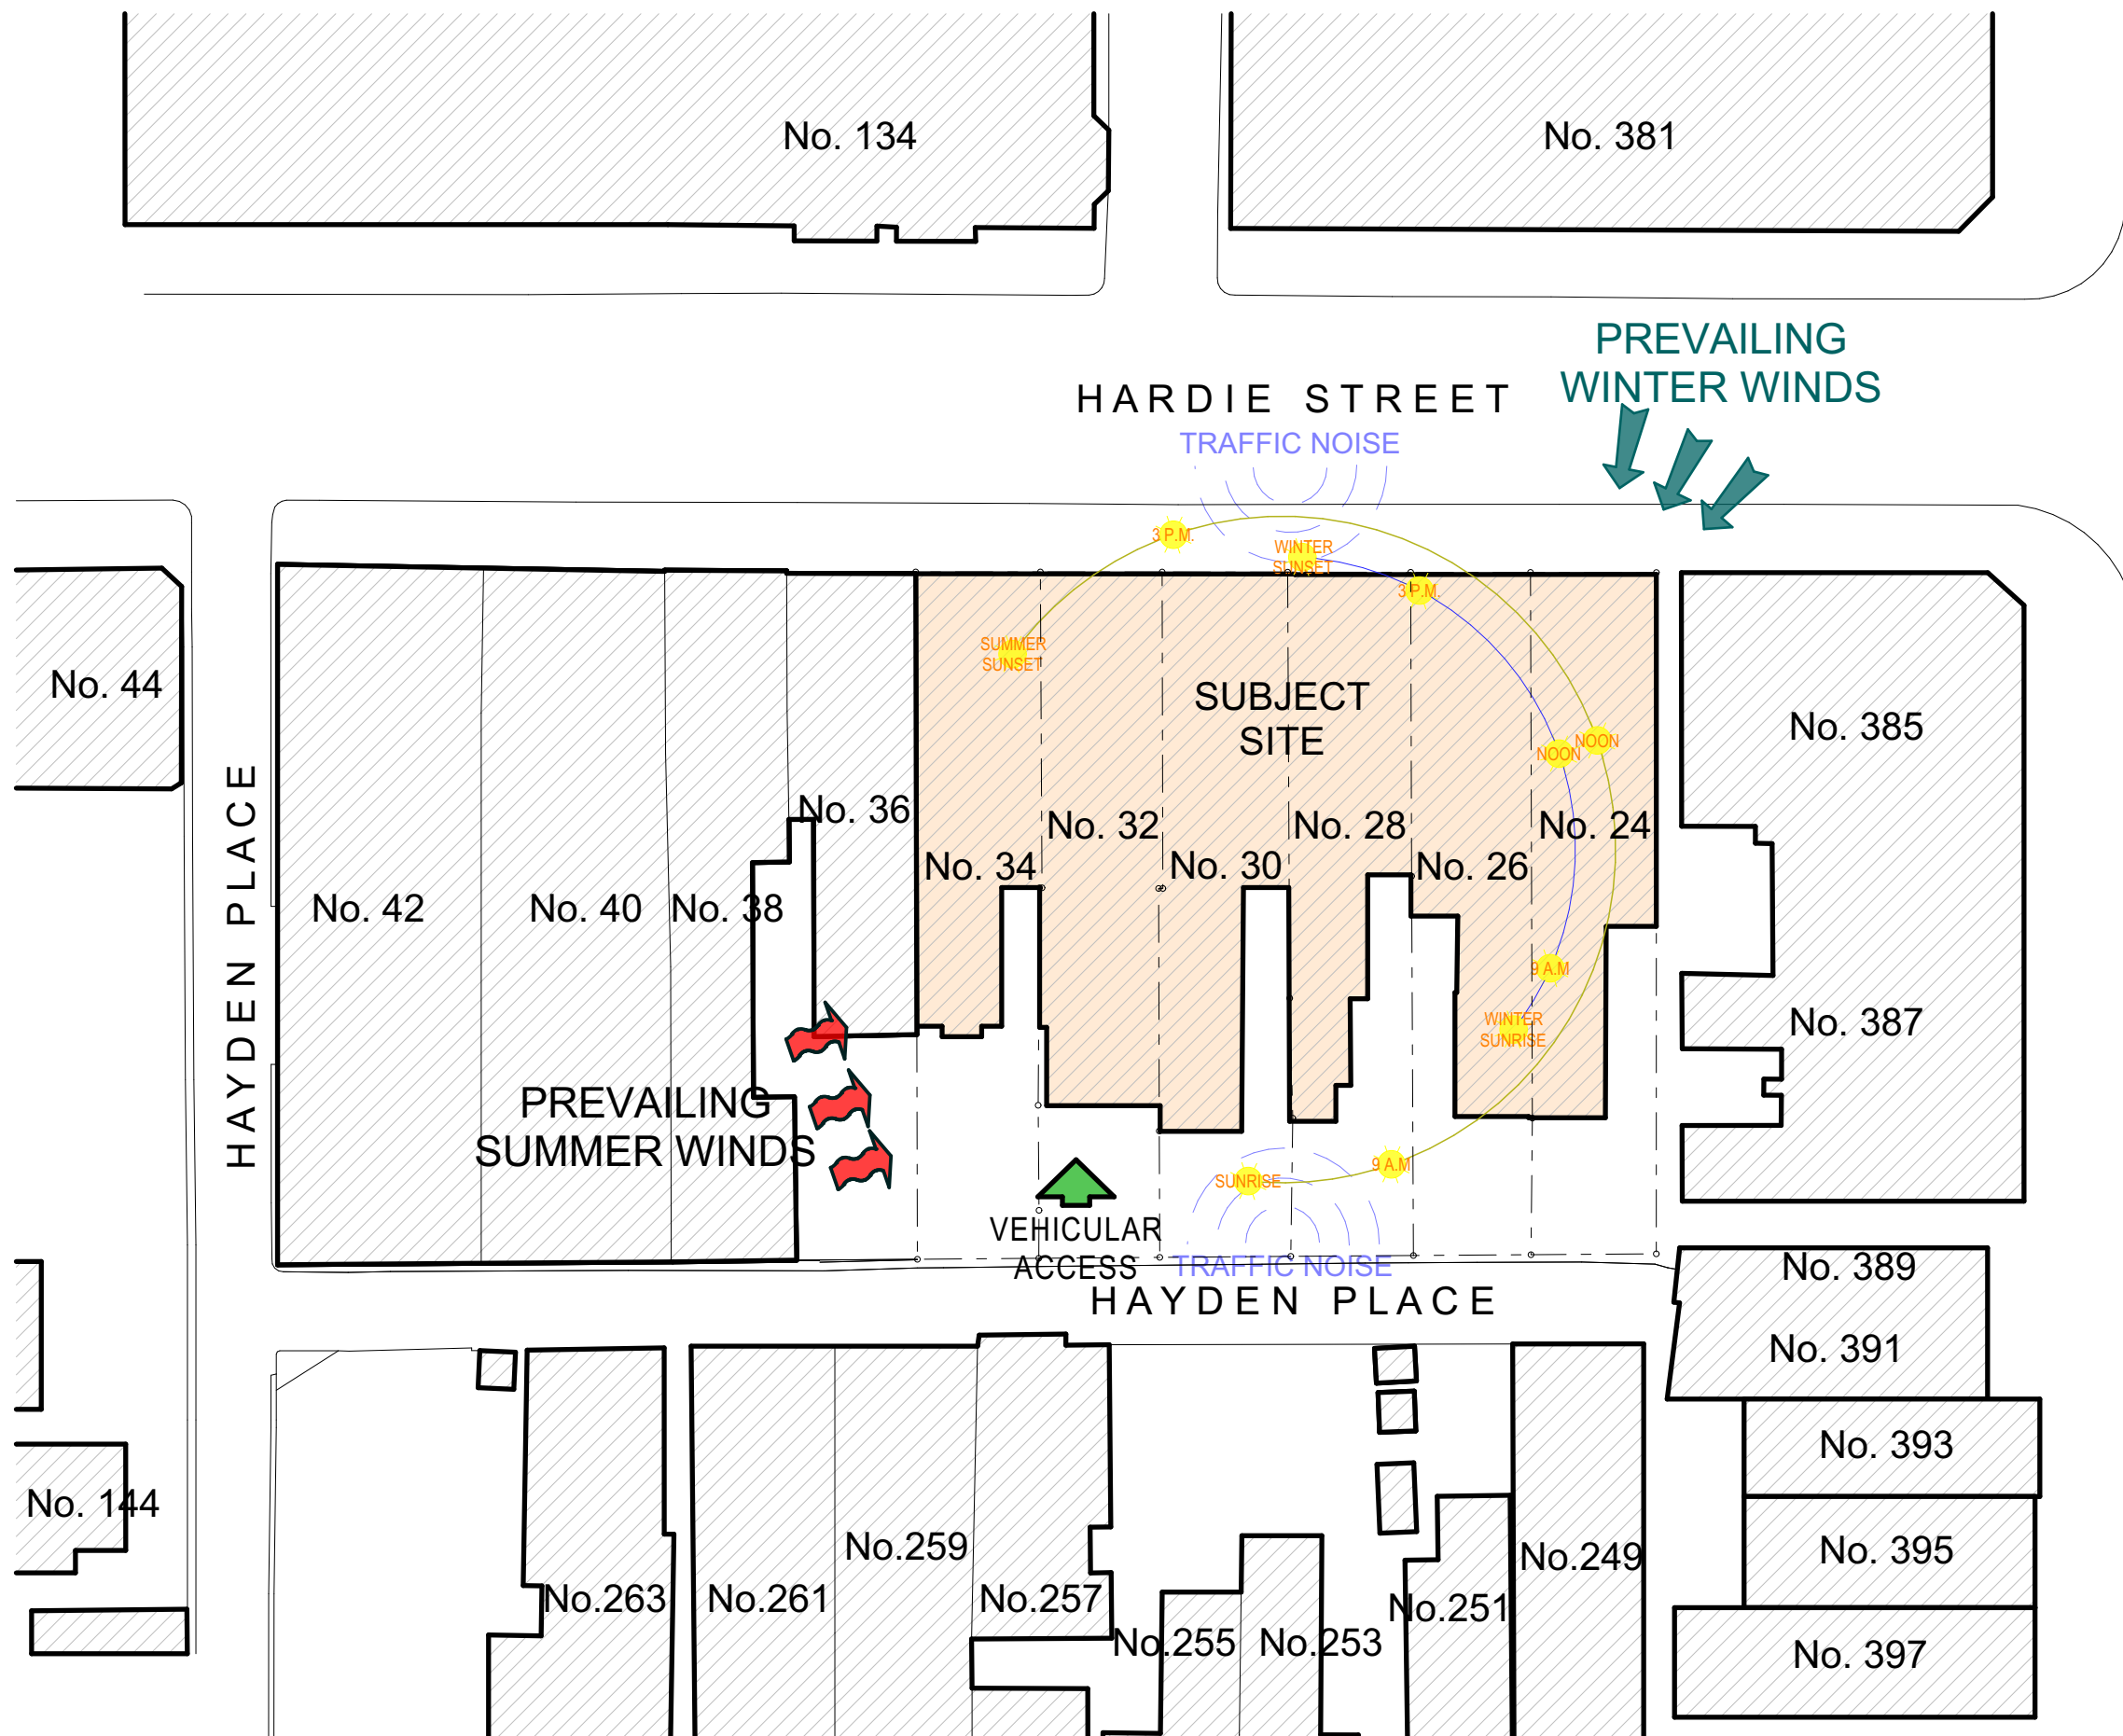 No. 134
No. 381
PREVAILING
WINTER WINDS
HARDIE STREET
TRAFFIC NOISE
3 P.M.
WINTER
SUNSET
3 P.M.
SUMMER
SUNSET
No. 44
SUBJECT
SITE
No. 385
NOON
NOON
HAYDEN PLACE
No. 36
No. 32
No. 28
No. 24
No. 34
No. 30
No. 26
No. 42
No. 40
No. 38
9 A.M
WINTER
SUNRISE
No. 387
PREVAILING
SUMMER WINDS
9 A.M
SUNRISE
VEHICULAR
ACCESS
TRAFFIC NOISE
HAYDEN PLACE
No. 389
No. 391
No. 393
No. 144
No.259
No.249
No. 395
No.263
No.261
No.257
No.251
No.255
No.253
No. 397